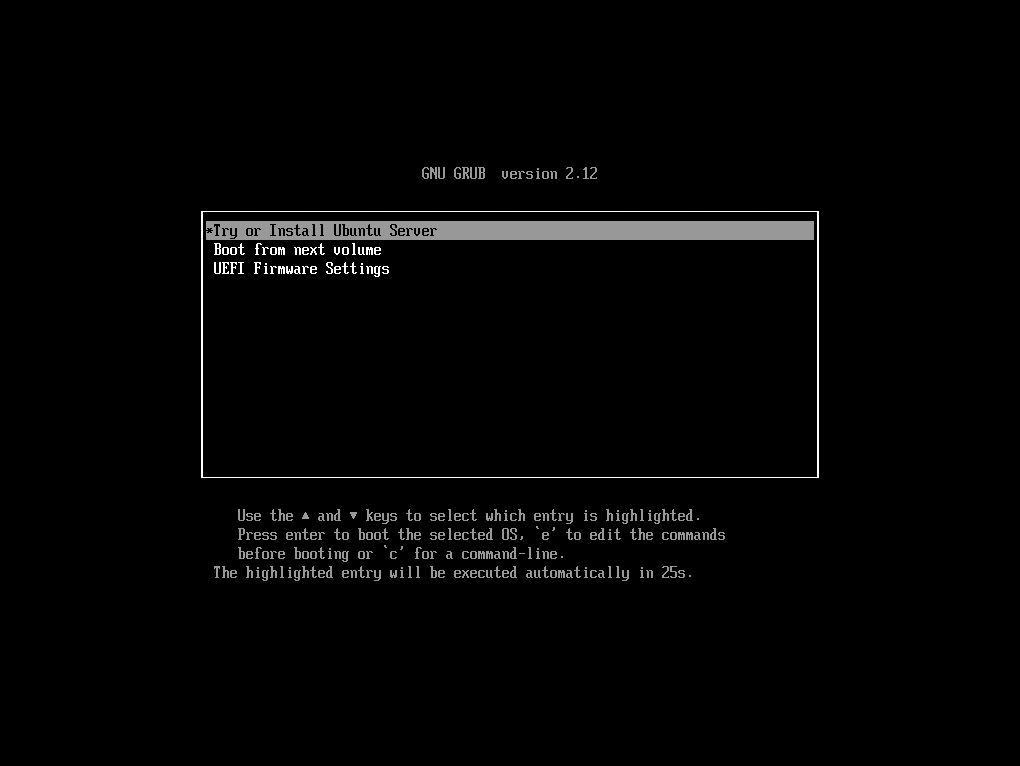 GNU GRUB  version 2.12
*Try or Install Ubuntu Server
Boot from next volume
UEFI Firmware Settings
Use the ▲ and ▼ keys to select which entry is highlighted.
Press enter to boot the selected OS, `e' to edit the commands
before booting or `c' for a command-line.
The highlighted entry will be executed automatically in 25s.